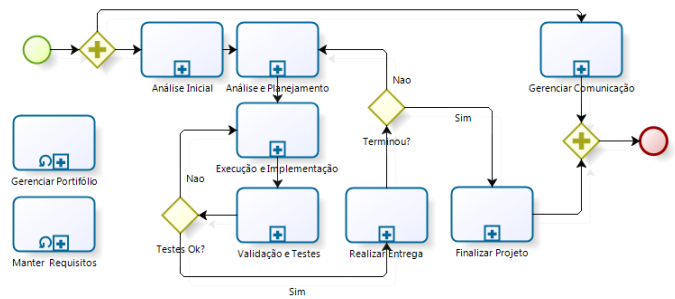 Análise Inicial
Análise e Planejamento
Nao
Gerenciar Comunicação
Sim
Terminou?
Execução e Implementação
Gerenciar Portifólio
Nao
Testes Ok?
Validação e Testes
Realizar Entrega
Finalizar Projeto
Manter Requisitos
Sim